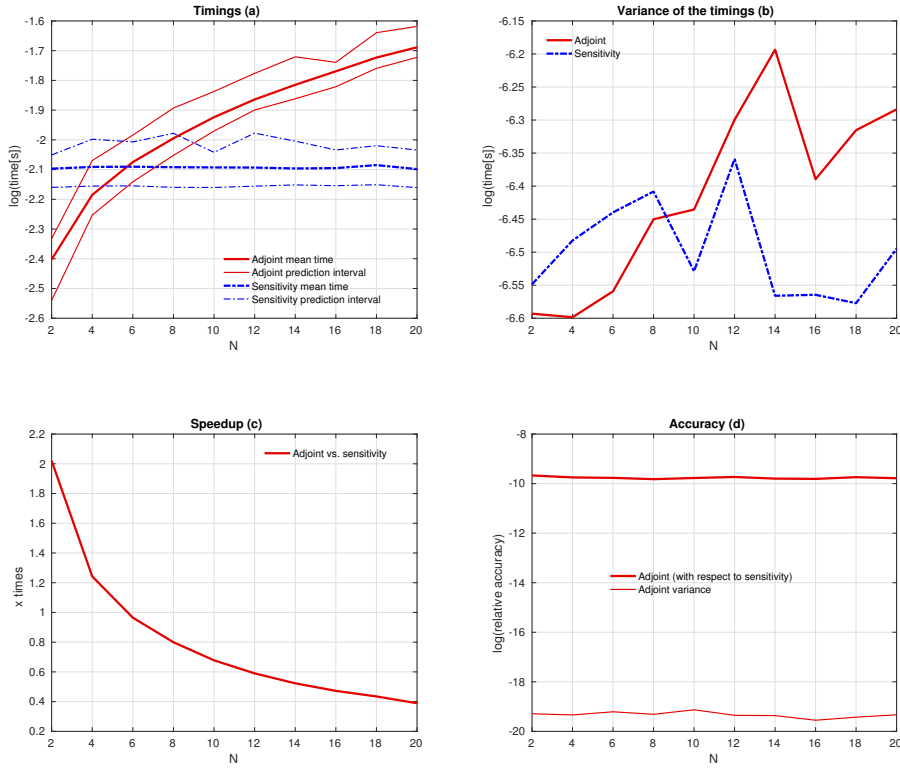 Timings (a)
log(time[s])
-1.6
-1.7
-1.8
-1.9
-2
-2.1
-2.2
-2.3
-2.4
-2.5
-2.6
Adjoint mean time
Adjoint prediction interval
Sensitivity mean time
Sensitivity prediction interval
2 4 6 8 10 12 14 16 18 20
N
Variance of the timings (b)
log(time[s])
-6.15
-6.2
-6.25
-6.3
-6.35
-6.4
-6.45
-6.5
-6.55
-6.6
Adjoint
Sensitivity
2 4 6 8 10 12 14 16 18 20
N
Speedup (c)
x times
2.2
2
1.8
1.6
1.4
1.2
1
0.8
0.6
0.4
0.2
Adjoint vs. sensitivity
2 4 6 8 10 12 14 16 18 20
N
Accuracy (d)
log(relative accuracy)
-8
-10
-12
-14
-16
-18
-20
Adjoint (with respect to sensitivity)
Adjoint variance
2 4 6 8 10 12 14 16 18 20
N